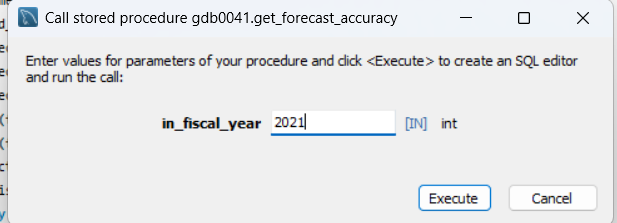 Call stored procedure gdb0041.get_forecast_accuracy
Enter values for parameters of your procedure and click <Execute> to create an SQL editor
and run the call:
in_fiscal_year 2021 [IN] int
Execute Cancel